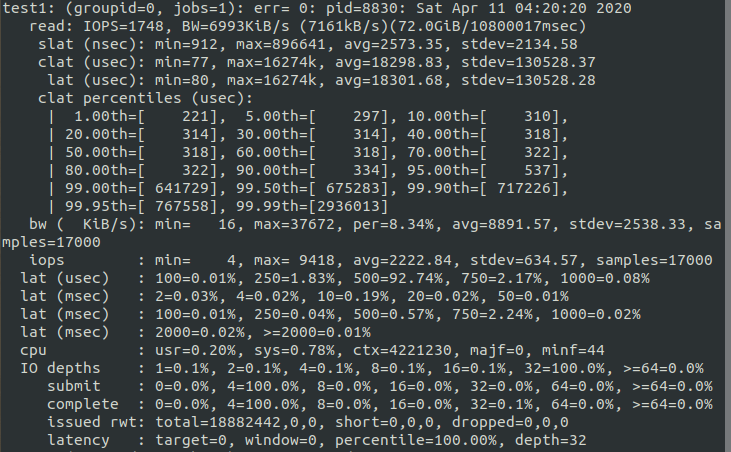 test1: (groupid=0, jobs=1): err= 0: pid=8830: Sat Apr 11 04:20:20 2020
   read: IOPS=1748, BW=6993KiB/s (7161kB/s)(72.0GiB/10800017msec)
    slat (nsec): min=912, max=896641, avg=2573.35, stdev=2134.58
    clat (usec): min=77, max=16274k, avg=18298.83, stdev=130528.37
     lat (usec): min=80, max=16274k, avg=18301.68, stdev=130528.28
    clat percentiles (usec):
     |  1.00th=[    221],  5.00th=[    297], 10.00th=[    310],
     | 20.00th=[    314], 30.00th=[    314], 40.00th=[    318],
     | 50.00th=[    318], 60.00th=[    318], 70.00th=[    322],
     | 80.00th=[    322], 90.00th=[    334], 95.00th=[    537],
     | 99.00th=[ 641729], 99.50th=[ 675283], 99.90th=[ 717226],
     | 99.95th=[ 767558], 99.99th=[2936013]
   bw (  KiB/s): min=   16, max=37672, per=8.34%, avg=8891.57, stdev=2538.33, sa
mples=17000
   iops        : min=    4, max= 9418, avg=2222.84, stdev=634.57, samples=17000
  lat (usec)   : 100=0.01%, 250=1.83%, 500=92.74%, 750=2.17%, 1000=0.08%
  lat (msec)   : 2=0.03%, 4=0.02%, 10=0.19%, 20=0.02%, 50=0.01%
  lat (msec)   : 100=0.01%, 250=0.04%, 500=0.57%, 750=2.24%, 1000=0.02%
  lat (msec)   : 2000=0.02%, >=2000=0.01%
  cpu          : usr=0.20%, sys=0.78%, ctx=4221230, majf=0, minf=44
  IO depths    : 1=0.1%, 2=0.1%, 4=0.1%, 8=0.1%, 16=0.1%, 32=100.0%, >=64=0.0%
     submit    : 0=0.0%, 4=100.0%, 8=0.0%, 16=0.0%, 32=0.0%, 64=0.0%, >=64=0.0%
     complete  : 0=0.0%, 4=100.0%, 8=0.0%, 16=0.0%, 32=0.1%, 64=0.0%, >=64=0.0%
     issued rwt: total=18882442,0,0, short=0,0,0, dropped=0,0,0
     latency   : target=0, window=0, percentile=100.00%, depth=32